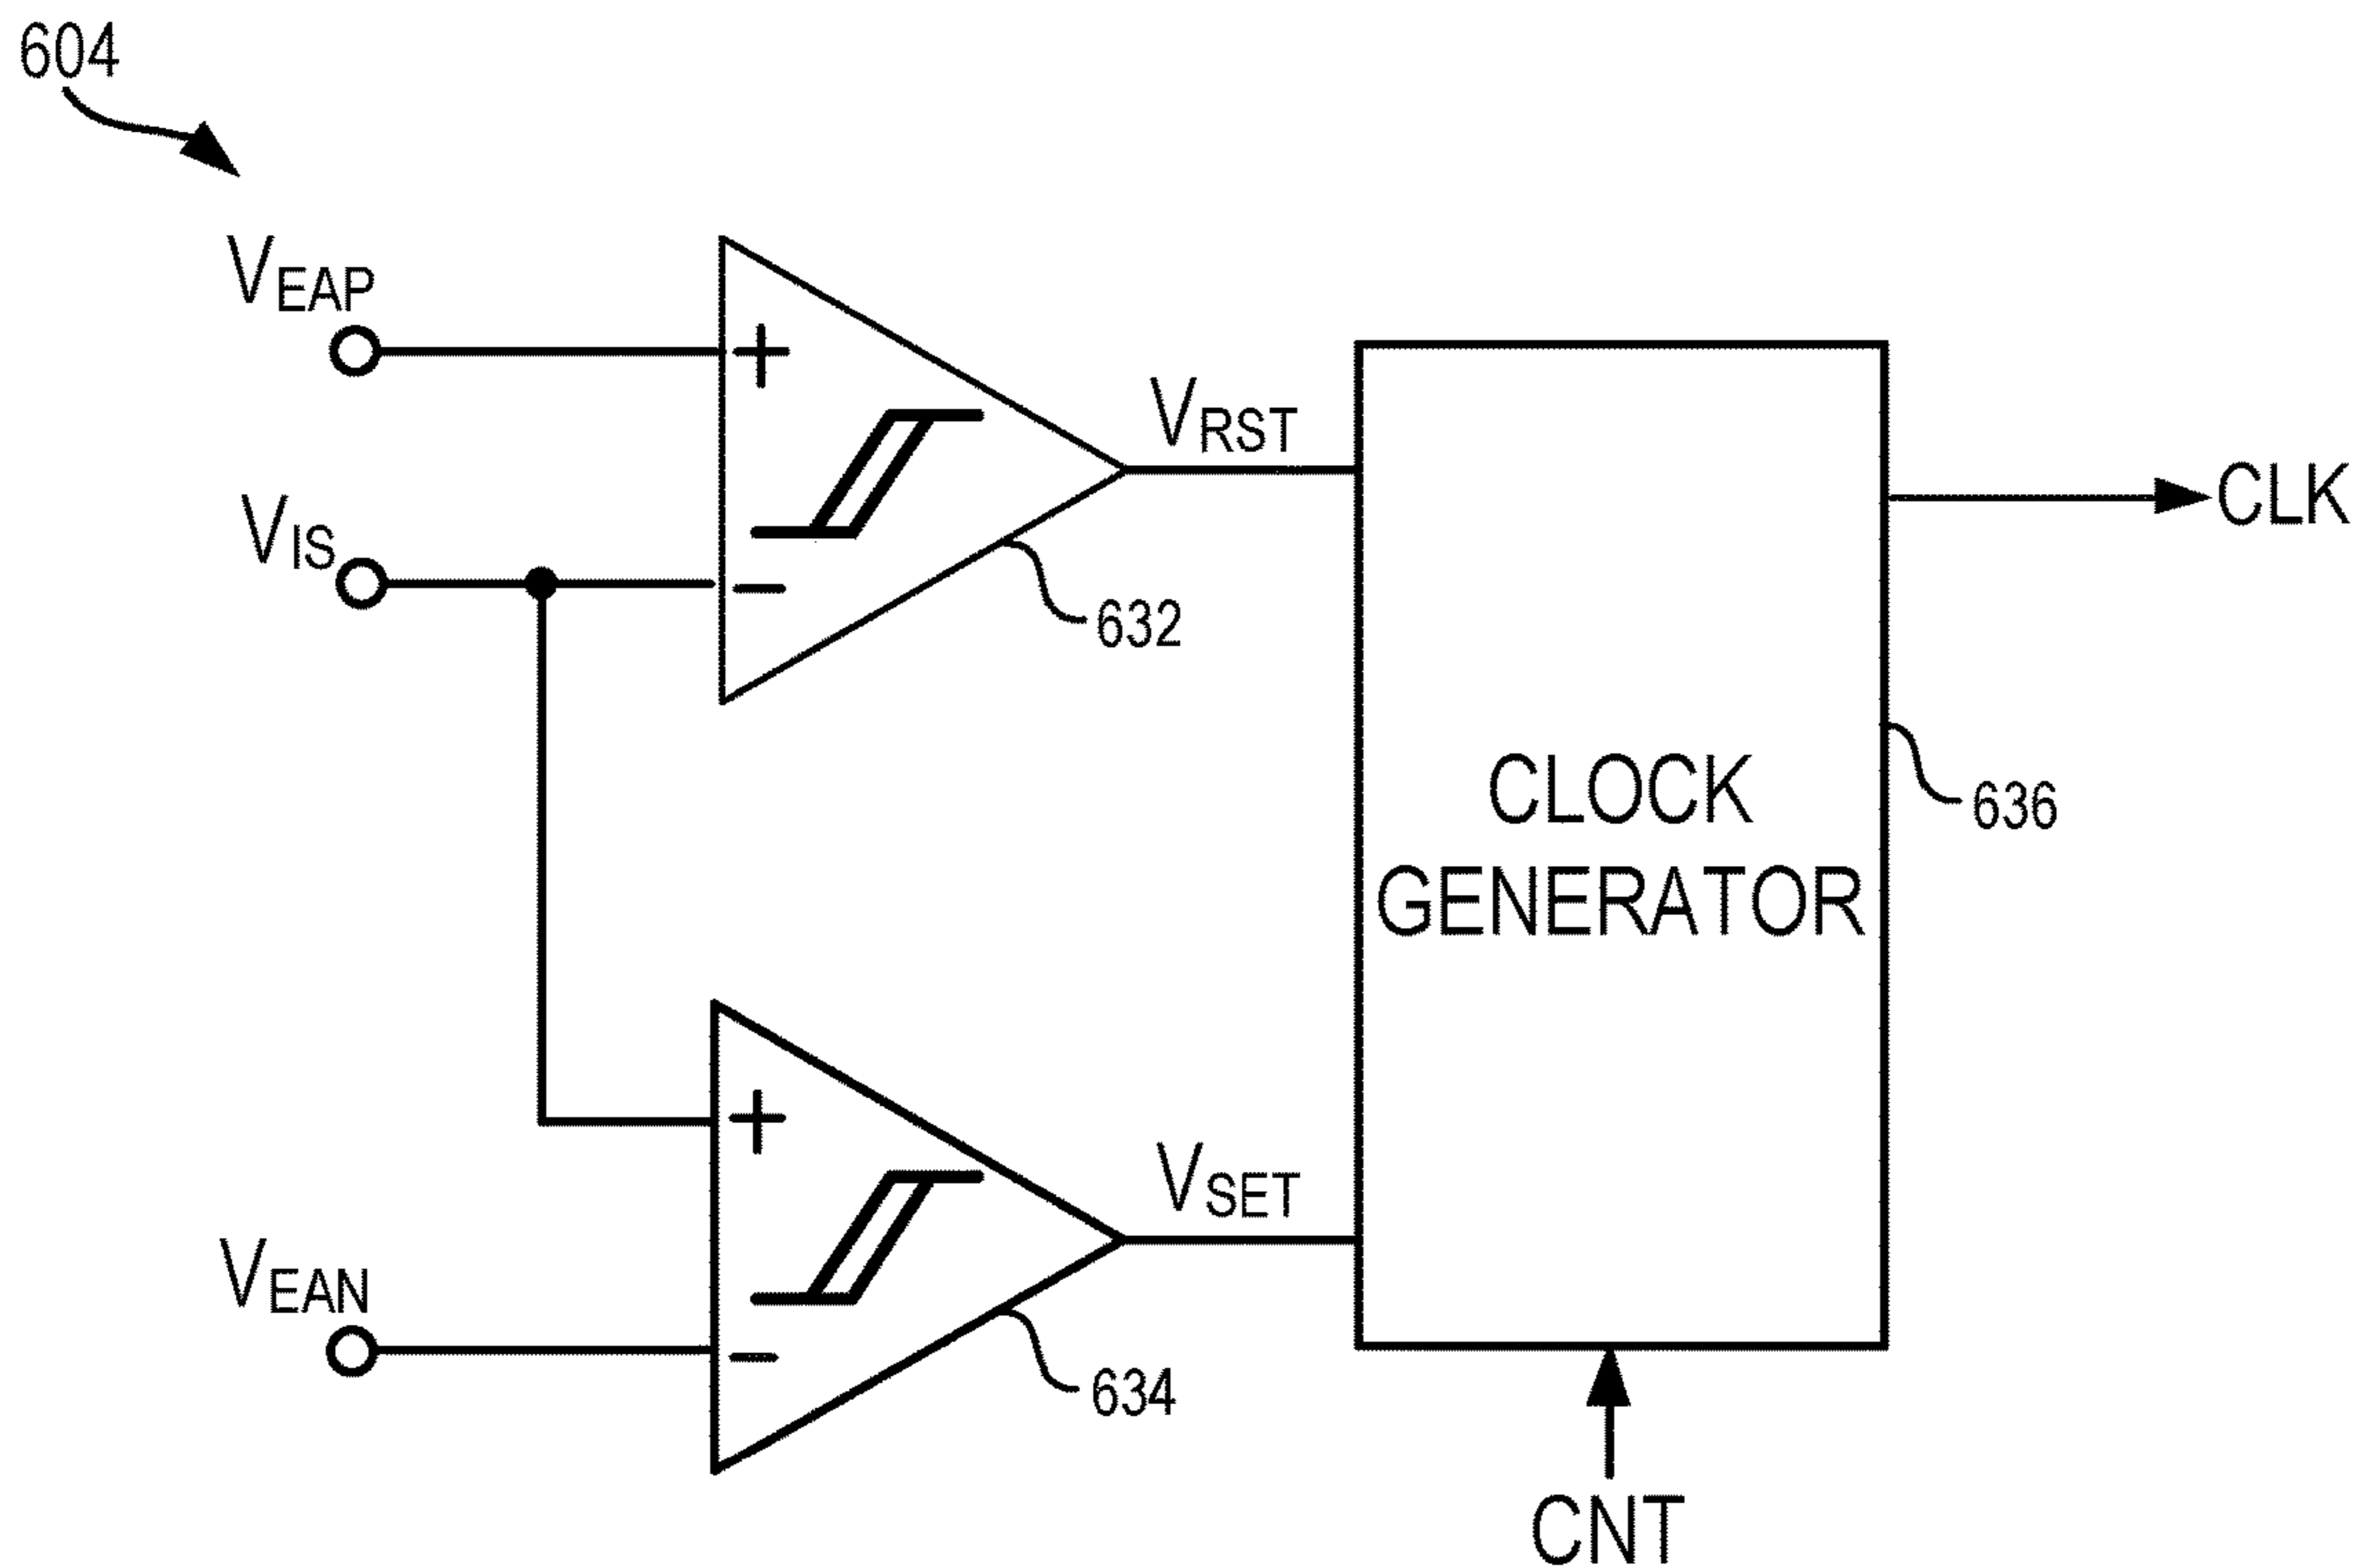 604
VEAP
+
VRST
CLK
VIS
−
632
CLOCK
GENERATOR
636
+
VSET
VEAN
−
634
CNT